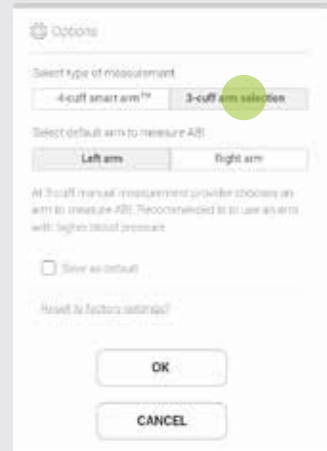 Options
Select type of measurement
4-cuff smart arm™ 3-cuff arm selection
Select default arm to measure ABI
Left arm Right arm
At 3-cuff manual measurement provider chooses an
arm to measure ABI. Recommended is to use an arm
with higher blood pressure
Save as default
Reset to factory settings?
OK
CANCEL